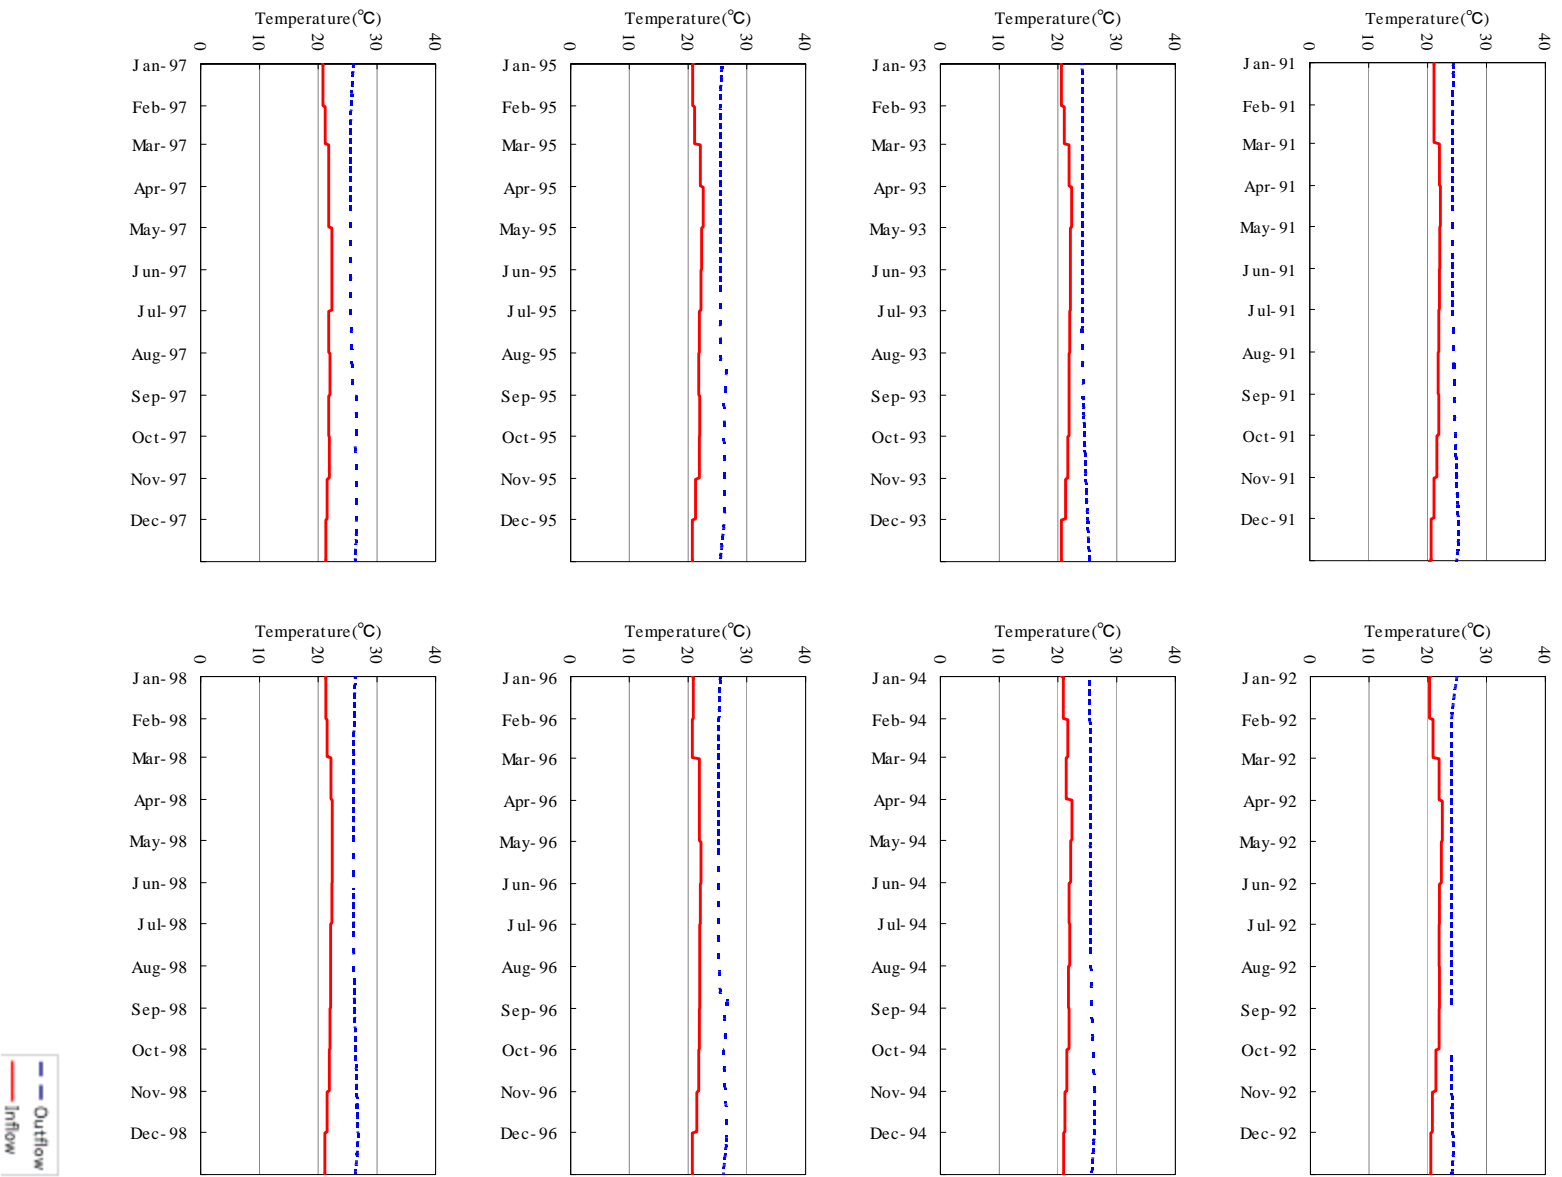 Temperature(℃)
0 10 20 30 40
Jan-97
Feb-97
Mar-97
Apr-97
May-97
Jun-97
Jul-97
Aug-97
Sep-97
Oct-97
Nov-97
Dec-97
Temperature(℃)
0 10 20 30 40
Jan-95
Feb-95
Mar-95
Apr-95
May-95
Jun-95
Jul-95
Aug-95
Sep-95
Oct-95
Nov-95
Dec-95
Temperature(℃)
0 10 20 30 40
Jan-93
Feb-93
Mar-93
Apr-93
May-93
Jun-93
Jul-93
Aug-93
Sep-93
Oct-93
Nov-93
Dec-93
Temperature(℃)
0 10 20 30 40
Jan-91
Feb-91
Mar-91
Apr-91
May-91
Jun-91
Jul-91
Aug-91
Sep-91
Oct-91
Nov-91
Dec-91
Temperature(℃)
0 10 20 30 40
Jan-98
Feb-98
Mar-98
Apr-98
May-98
Jun-98
Jul-98
Aug-98
Sep-98
Oct-98
Nov-98
Dec-98
Temperature(℃)
0 10 20 30 40
Jan-96
Feb-96
Mar-96
Apr-96
May-96
Jun-96
Jul-96
Aug-96
Sep-96
Oct-96
Nov-96
Dec-96
Temperature(℃)
0 10 20 30 40
Jan-94
Feb-94
Mar-94
Apr-94
May-94
Jun-94
Jul-94
Aug-94
Sep-94
Oct-94
Nov-94
Dec-94
Temperature(℃)
0 10 20 30 40
Jan-92
Feb-92
Mar-92
Apr-92
May-92
Jun-92
Jul-92
Aug-92
Sep-92
Oct-92
Nov-92
Dec-92
Outflow
Inflow